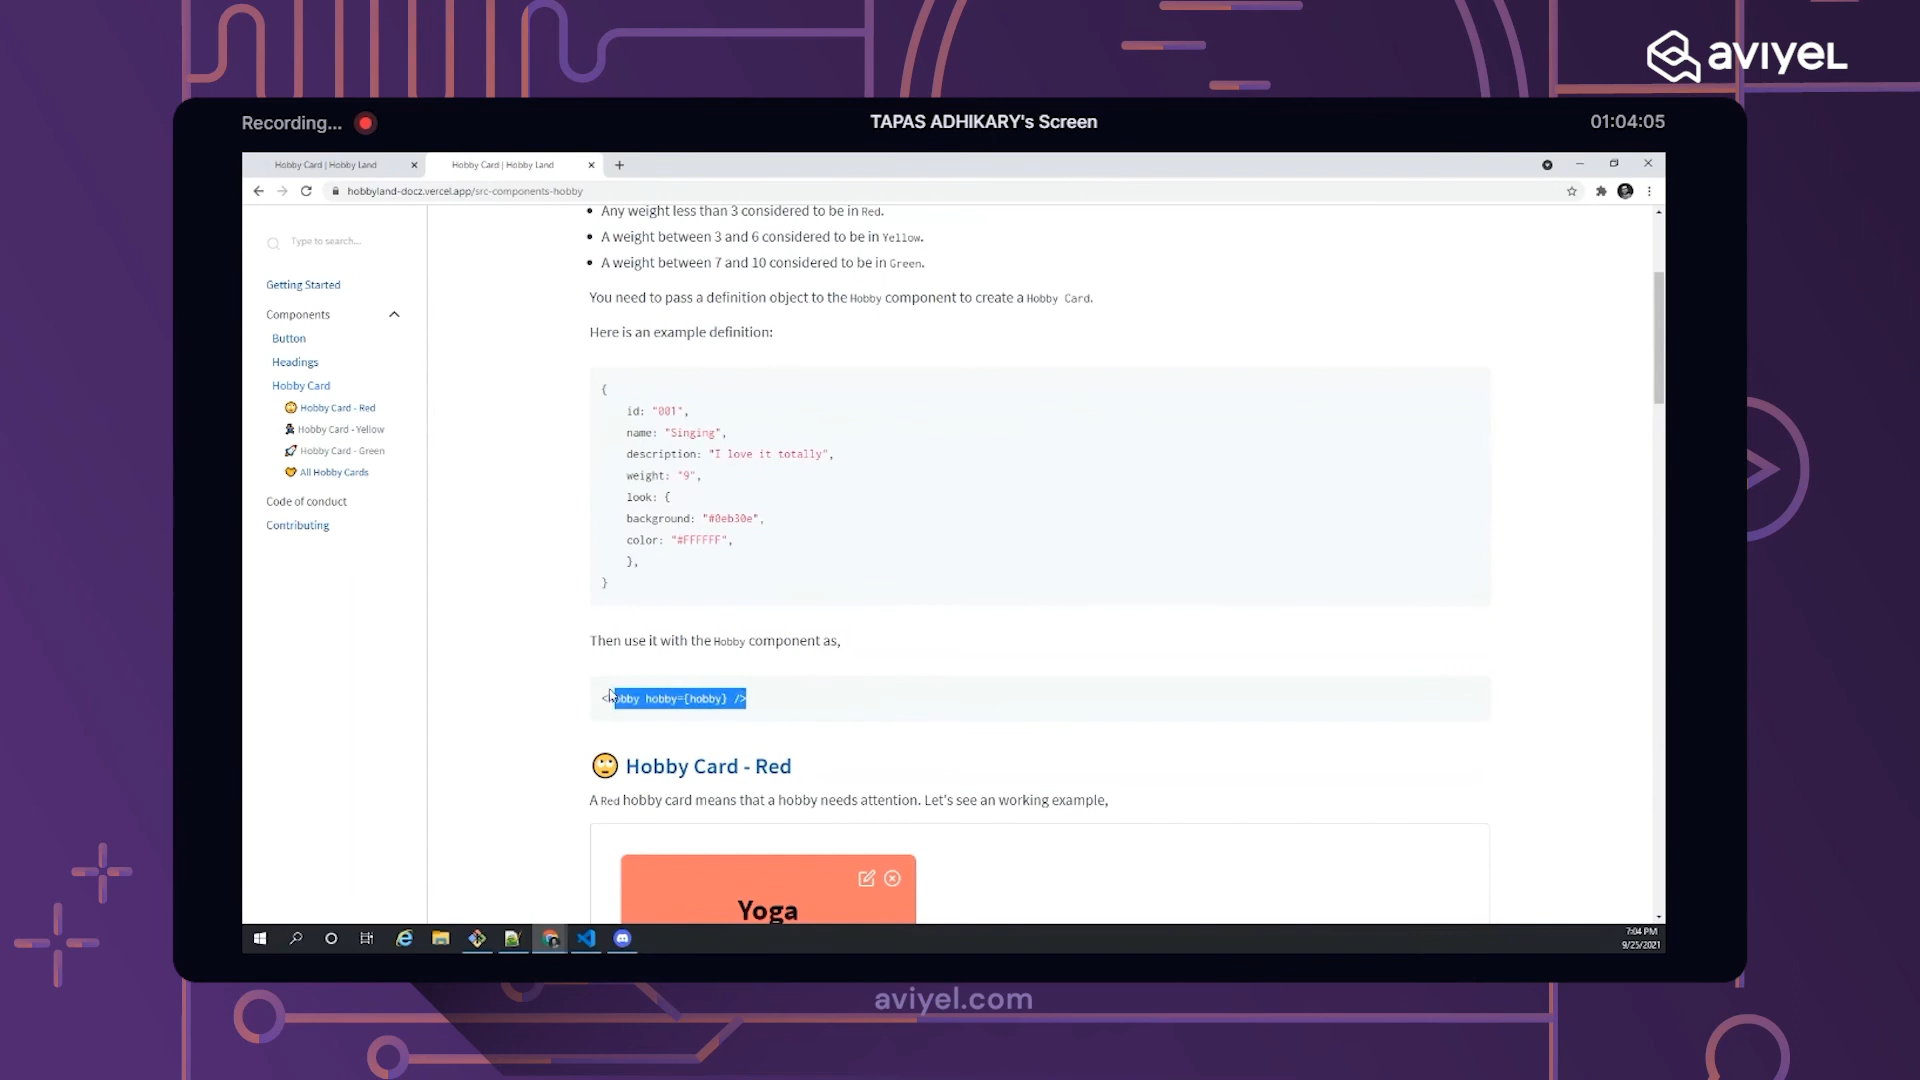 aviyel
Recording...
TAPAS ADHIKARY's Screen
01:04:05
Hobby Card | Hobby Land
Hobby Card | Hobby Land
hobbyland-docz.vercel.app/src-components-hobby
Type to search...
Getting Started
Components
Button
Headings
Hobby Card
Hobby Card - Red
Hobby Card - Yellow
Hobby Card - Green
All Hobby Cards
Code of conduct
Contributing
Any weight less than 3 considered to be in Red.
A weight between 3 and 6 considered to be in Yellow.
A weight between 7 and 10 considered to be in Green.
You need to pass a definition object to the Hobby component to create a Hobby Card.
Here is an example definition:
{
id: "001",
name: "Singing",
description: "I love it totally",
weight: "9",
look: {
background: "#0eb30e",
color: "#FFFFFF",
},
}
Then use it with the Hobby component as,
<Hobby hobby={hobby} />
Hobby Card - Red
A Red hobby card means that a hobby needs attention. Let's see an working example,
Yoga
7:04 PM
9/25/2021
aviyel.com